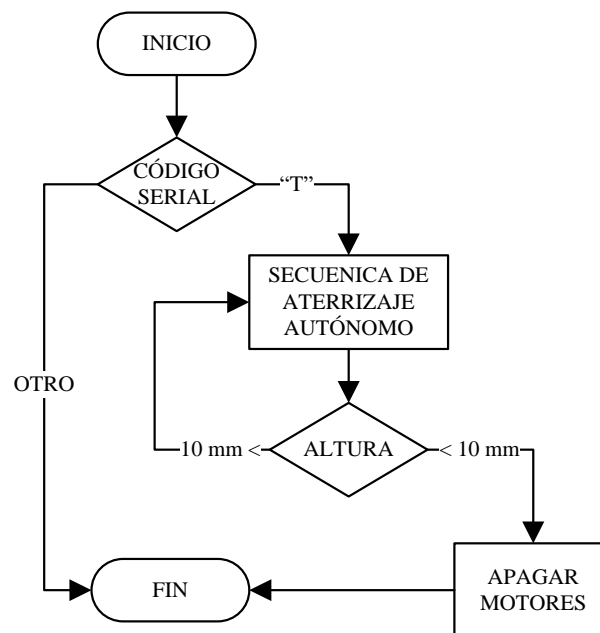 INICIO
CÓDIGO
SERIAL
“T”
SECUENICA DE
ATERRIZAJE
AUTÓNOMO
OTRO
10 mm <
ALTURA
< 10 mm
FIN
APAGAR
MOTORES